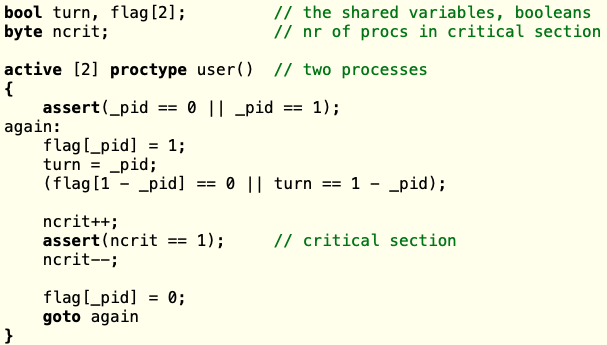 bool turn, flag[2];          // the shared variables, booleans
byte ncrit;                  // nr of procs in critical section

active [2] proctype user()   // two processes
{
    assert(_pid == 0 || _pid == 1);
again:
    flag[_pid] = 1;
    turn = _pid;
    (flag[1 - _pid] == 0 || turn == 1 - _pid);

    ncrit++;
    assert(ncrit == 1);      // critical section
    ncrit--;

    flag[_pid] = 0;
    goto again
}